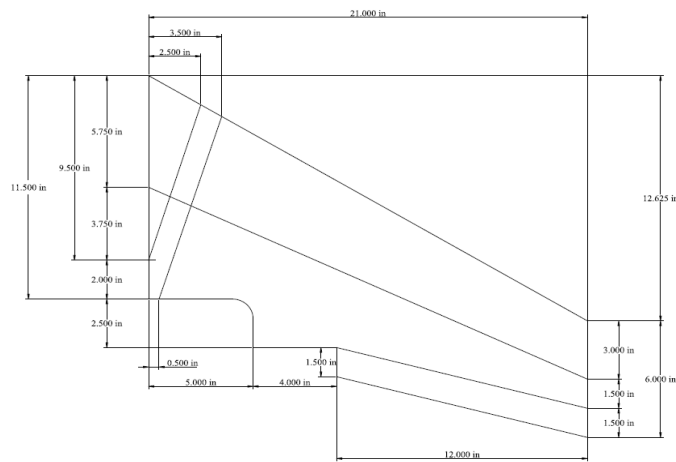 21.000 in
3.500 in
2.500 in
5.750 in
9.500 in
11.500 in
12.625 in
3.750 in
2.000 in
2.500 in
0.500 in
1.500 in
3.000 in
6.000 in
5.000 in
4.000 in
1.500 in
1.500 in
12.000 in